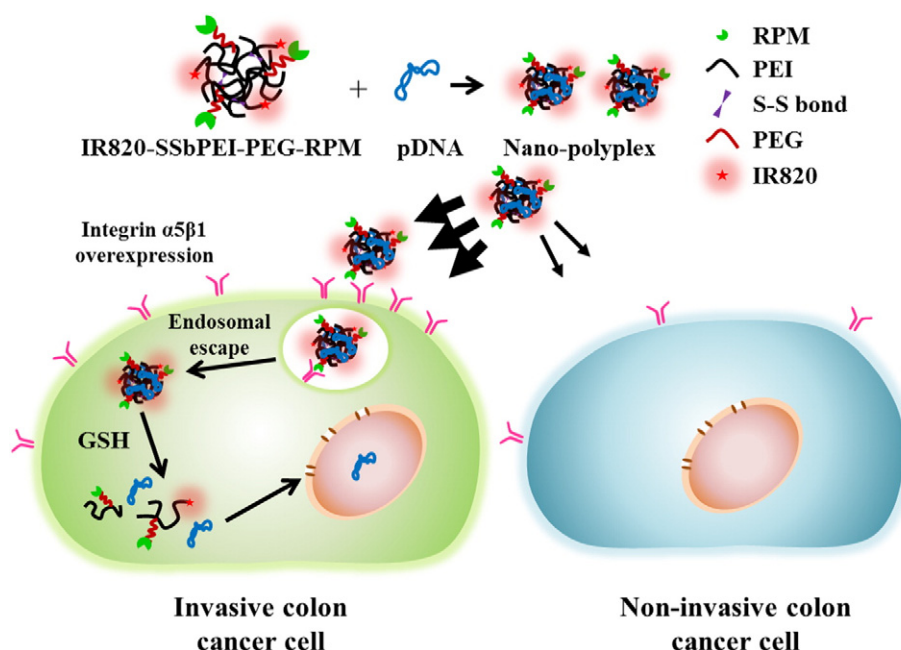 IR820-SSbPEI-PEG-RPM
+
pDNA
Nano-polyplex
RPM
PEI
S-S bond
PEG
IR820
Integrin α5β1
overexpression
Endosomal
escape
GSH
Invasive colon
cancer cell
Non-invasive colon
cancer cell